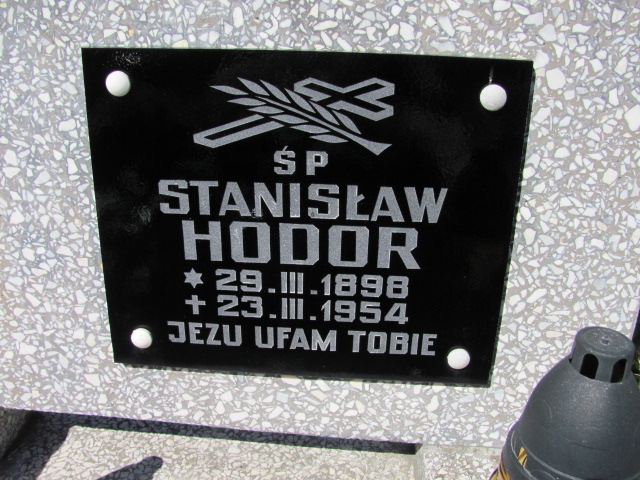 ŚP
STANISŁAW
HODOR
* 29.III.1898
✝ 23.III.1954
JEZU UFAM TOBIE